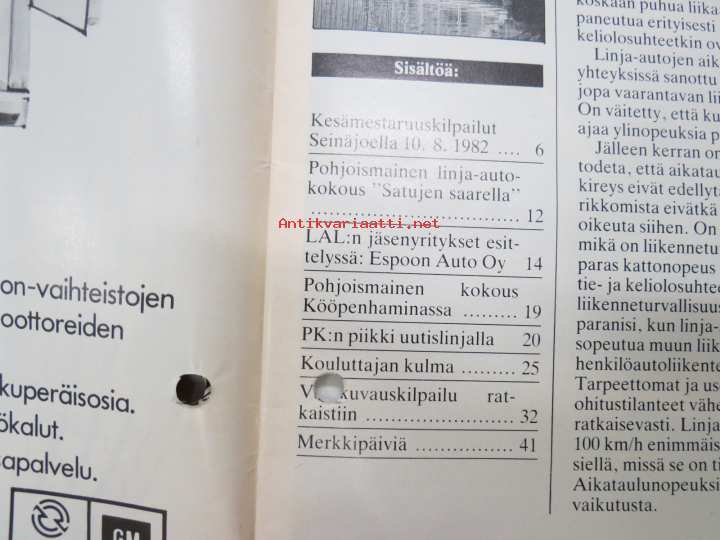 on-vaihteistojen
oottoreiden
kuperäisosia.
ökalut.
apalvelu.
GM
Sisältöä:
Kesämestaruuskilpailut
Seinäjoella 10. 8. 1982 .... 6
Pohjoismainen linja-auto-
kokous "Satujen saarella"
.............................. 12
LAL:n jäsenyritykset esit-
telyssä: Espoon Auto Oy 14
Pohjoismainen kokous
Kööpenhaminassa ......... 19
PK:n piikki uutislinjalla 20
Kouluttajan kulma ........ 25
kuvauskilpailu rat-
kaistiin ..................... 32
Merkkipäiviä ............... 41
Antikvariaatti.net
koskaan puhua liika
paneutua erityisesti
keliolosuhteetkin ov
Linja-autojen aik
yhteyksissä sanottu
jopa vaarantavan lii
On väitetty, että ku
ajaa ylinopeuksia p
Jälleen kerran on
todeta, että aikatau
kireys eivät edellyt
rikkomista eivätkä
oikeuta siihen. On
mikä on liikennetur
paras kattonopeus
tie- ja keliolosuhtee
liikenneturvallisuus
paranisi, kun linja-
sopeutua muun liik
henkilöautoliikente
Tarpeettomat ja us
ohitustilanteet vähe
ratkaisevasti. Linja
100 km/h enimmäis
siellä, missä se on ti
Aikataulunopeuksi
vaikutusta.